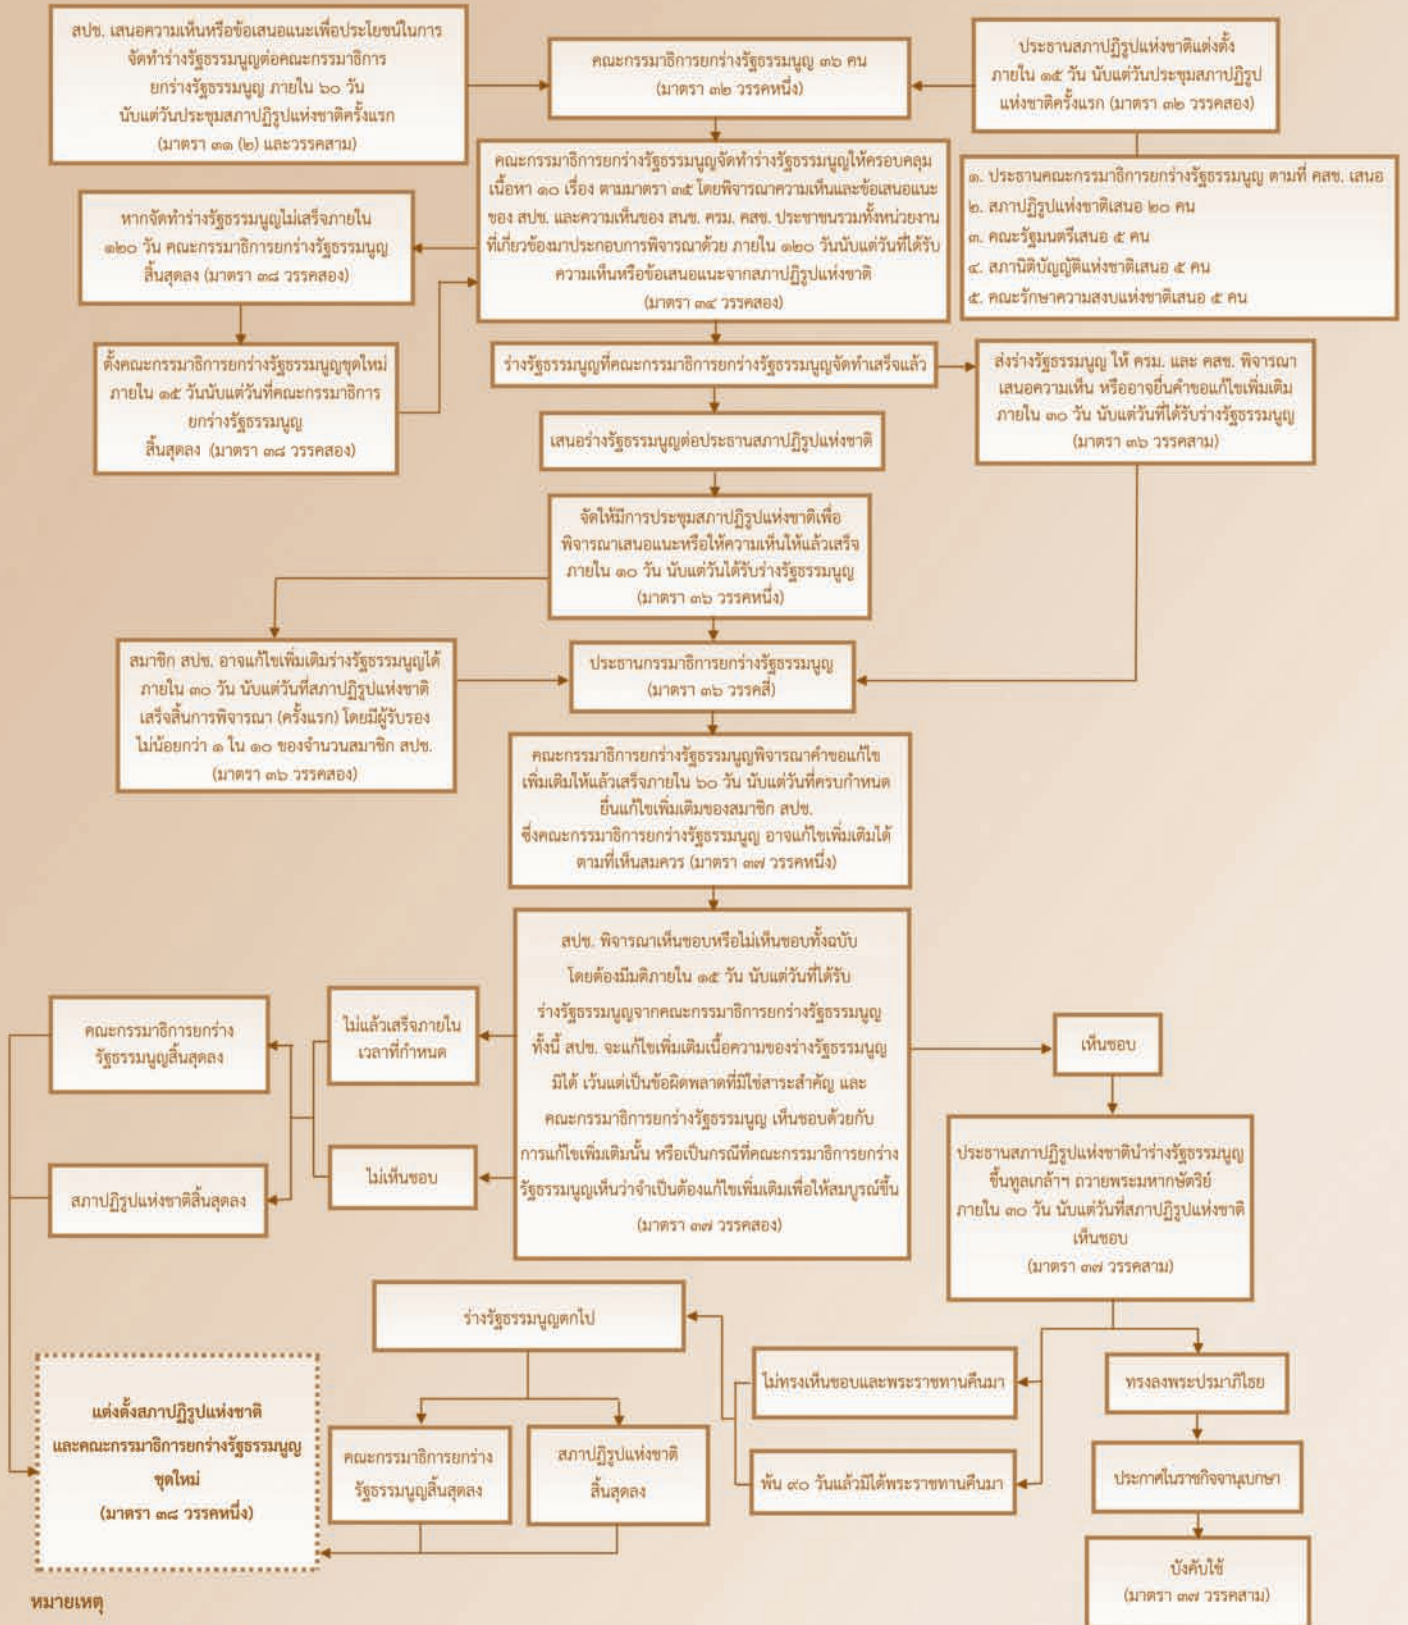 สปช. เสนอความเห็นหรือข้อเสนอแนะเพื่อประโยชน์ในการ
จัดทำร่างรัฐธรรมนูญต่อคณะกรรมาธิการ
ยกร่างรัฐธรรมนูญ ภายใน ๖๐ วัน
นับแต่วันประชุมสภาปฏิรูปแห่งชาติครั้งแรก
(มาตรา ๓๑ (๒) และวรรคสาม)
คณะกรรมาธิการยกร่างรัฐธรรมนูญ ๓๖ คน
(มาตรา ๓๒ วรรคหนึ่ง)
ประธานสภาปฏิรูปแห่งชาติแต่งตั้ง
ภายใน ๑๕ วัน นับแต่วันประชุมสภาปฏิรูป
แห่งชาติครั้งแรก (มาตรา ๓๒ วรรคสอง)
๑. ประธานคณะกรรมาธิการยกร่างรัฐธรรมนูญ ตามที่ คสช. เสนอ
๒. สภาปฏิรูปแห่งชาติเสนอ ๒๐ คน
๓. คณะรัฐมนตรีเสนอ ๕ คน
๔. สภานิติบัญญัติแห่งชาติเสนอ ๕ คน
๕. คณะรักษาความสงบแห่งชาติเสนอ ๕ คน
คณะกรรมาธิการยกร่างรัฐธรรมนูญจัดทำร่างรัฐธรรมนูญให้ครอบคลุม
เนื้อหา ๑๐ เรื่อง ตามมาตรา ๓๕ โดยพิจารณาความเห็นและข้อเสนอแนะ
ของ สปช. และความเห็นของ สนช. ครม. คสช. ประชาชนรวมทั้งหน่วยงาน
ที่เกี่ยวข้องมาประกอบการพิจารณาด้วย ภายใน ๑๒๐ วันนับแต่วันที่ได้รับ
ความเห็นหรือข้อเสนอแนะจากสภาปฏิรูปแห่งชาติ
(มาตรา ๓๔ วรรคสอง)
หากจัดทำร่างรัฐธรรมนูญไม่เสร็จภายใน
๑๒๐ วัน คณะกรรมาธิการยกร่างรัฐธรรมนูญ
สิ้นสุดลง (มาตรา ๓๘ วรรคสอง)
ตั้งคณะกรรมาธิการยกร่างรัฐธรรมนูญชุดใหม่
ภายใน ๑๕ วันนับแต่วันที่คณะกรรมาธิการ
ยกร่างรัฐธรรมนูญ
สิ้นสุดลง (มาตรา ๓๘ วรรคสอง)
ร่างรัฐธรรมนูญที่คณะกรรมาธิการยกร่างรัฐธรรมนูญจัดทำเสร็จแล้ว
ส่งร่างรัฐธรรมนูญ ให้ ครม. และ คสช. พิจารณา
เสนอความเห็น หรืออาจยื่นคำขอแก้ไขเพิ่มเติม
ภายใน ๓๐ วัน นับแต่วันที่ได้รับร่างรัฐธรรมนูญ
(มาตรา ๓๖ วรรคสาม)
เสนอร่างรัฐธรรมนูญต่อประธานสภาปฏิรูปแห่งชาติ
จัดให้มีการประชุมสภาปฏิรูปแห่งชาติเพื่อ
พิจารณาเสนอแนะหรือให้ความเห็นให้แล้วเสร็จ
ภายใน ๑๐ วัน นับแต่วันได้รับร่างรัฐธรรมนูญ
(มาตรา ๓๖ วรรคหนึ่ง)
สมาชิก สปช. อาจแก้ไขเพิ่มเติมร่างรัฐธรรมนูญได้
ภายใน ๓๐ วัน นับแต่วันที่สภาปฏิรูปแห่งชาติ
เสร็จสิ้นการพิจารณา (ครั้งแรก) โดยมีผู้รับรอง
ไม่น้อยกว่า ๑ ใน ๑๐ ของจำนวนสมาชิก สปช.
(มาตรา ๓๖ วรรคสอง)
ประธานกรรมาธิการยกร่างรัฐธรรมนูญ
(มาตรา ๓๖ วรรคสี่)
คณะกรรมาธิการยกร่างรัฐธรรมนูญพิจารณาคำขอแก้ไข
เพิ่มเติมให้แล้วเสร็จภายใน ๖๐ วัน นับแต่วันที่ครบกำหนด
ยื่นแก้ไขเพิ่มเติมของสมาชิก สปช.
ซึ่งคณะกรรมาธิการยกร่างรัฐธรรมนูญ อาจแก้ไขเพิ่มเติมได้
ตามที่เห็นสมควร (มาตรา ๓๗ วรรคหนึ่ง)
สปช. พิจารณาเห็นชอบหรือไม่เห็นชอบทั้งฉบับ
โดยต้องมีมติภายใน ๑๕ วัน นับแต่วันที่ได้รับ
ร่างรัฐธรรมนูญจากคณะกรรมาธิการยกร่างรัฐธรรมนูญ
ทั้งนี้ สปช. จะแก้ไขเพิ่มเติมเนื้อความของร่างรัฐธรรมนูญ
มิได้ เว้นแต่เป็นข้อผิดพลาดที่มิใช่สาระสำคัญ และ
คณะกรรมาธิการยกร่างรัฐธรรมนูญ เห็นชอบด้วยกับ
การแก้ไขเพิ่มเติมนั้น หรือเป็นกรณีที่คณะกรรมาธิการยกร่าง
รัฐธรรมนูญเห็นว่าจำเป็นต้องแก้ไขเพิ่มเติมเพื่อให้สมบูรณ์ขึ้น
(มาตรา ๓๗ วรรคสอง)
ไม่แล้วเสร็จภายใน
เวลาที่กำหนด
ไม่เห็นชอบ
คณะกรรมาธิการยกร่าง
รัฐธรรมนูญสิ้นสุดลง
สภาปฏิรูปแห่งชาติสิ้นสุดลง
เห็นชอบ
ประธานสภาปฏิรูปแห่งชาตินำร่างรัฐธรรมนูญ
ขึ้นทูลเกล้าฯ ถวายพระมหากษัตริย์
ภายใน ๓๐ วัน นับแต่วันที่สภาปฏิรูปแห่งชาติ
เห็นชอบ
(มาตรา ๓๗ วรรคสาม)
ร่างรัฐธรรมนูญตกไป
ไม่ทรงเห็นชอบและพระราชทานคืนมา
พ้น ๙๐ วันแล้วมิได้พระราชทานคืนมา
ทรงลงพระปรมาภิไธย
ประกาศในราชกิจจานุเบกษา
บังคับใช้
(มาตรา ๓๗ วรรคสาม)
คณะกรรมาธิการยกร่าง
รัฐธรรมนูญสิ้นสุดลง
สภาปฏิรูปแห่งชาติ
สิ้นสุดลง
แต่งตั้งสภาปฏิรูปแห่งชาติ
และคณะกรรมาธิการยกร่างรัฐธรรมนูญ
ชุดใหม่
(มาตรา ๓๘ วรรคหนึ่ง)
หมายเหตุ